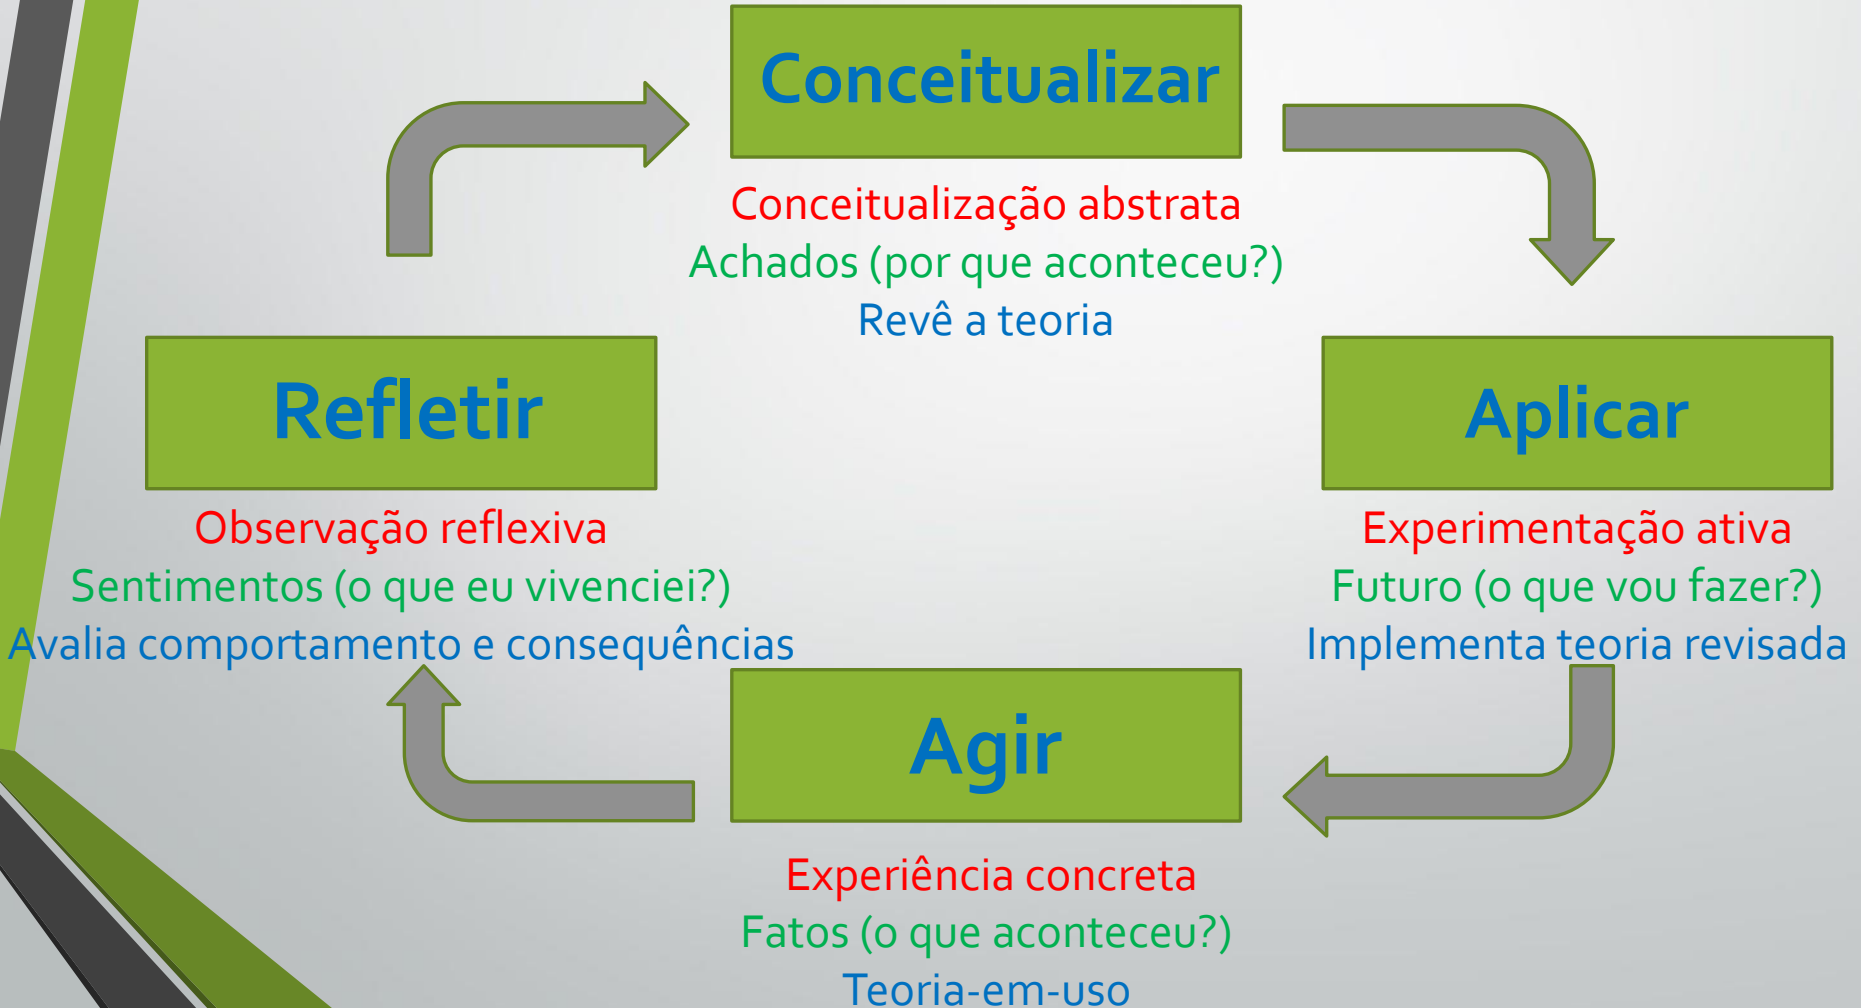 Conceitualizar
Conceitualização abstrata
Achados (por que aconteceu?)
Revê a teoria
Refletir
Observação reflexiva
Sentimentos (o que eu vivenciei?)
Avalia comportamento e consequências
Aplicar
Experimentação ativa
Futuro (o que vou fazer?)
Implementa teoria revisada
Agir
Experiência concreta
Fatos (o que aconteceu?)
Teoria-em-uso